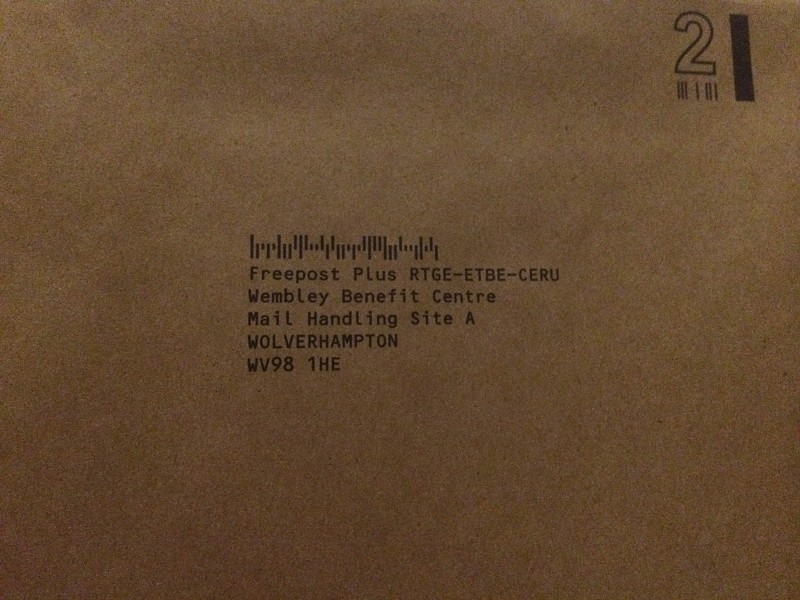 2
Freepost Plus RTGE-ETBE-CERU
Wembley Benefit Centre
Mail Handling Site A
WOLVERHAMPTON
WV98 1HE